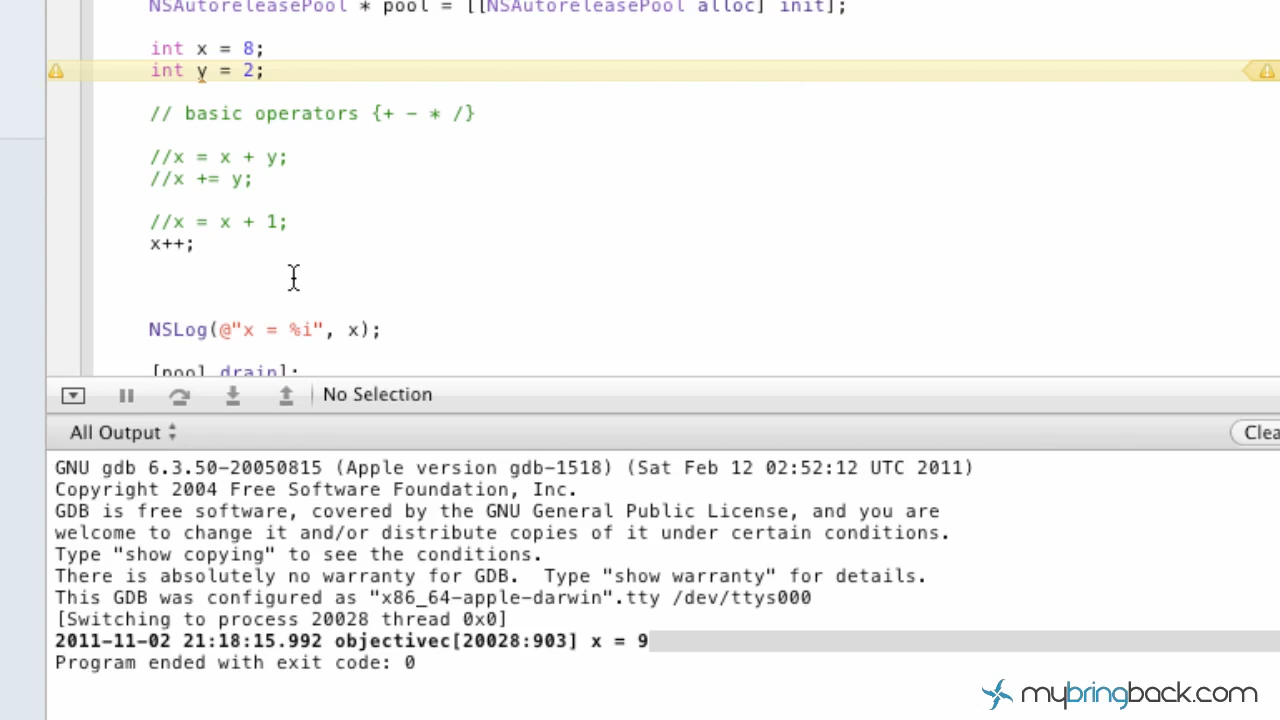 NSAutoreleasePool * pool = [[NSAutoreleasePool alloc] init];
int x = 8;
int y = 2;
// basic operators {+ - * /}
//x = x + y;
//x += y;
//x = x + 1;
x++;
NSLog(@"x = %i", x);
[pool drain];
No Selection
All Output
Clea
GNU gdb 6.3.50-20050815 (Apple version gdb-1518) (Sat Feb 12 02:52:12 UTC 2011)
Copyright 2004 Free Software Foundation, Inc.
GDB is free software, covered by the GNU General Public License, and you are
welcome to change it and/or distribute copies of it under certain conditions.
Type "show copying" to see the conditions.
There is absolutely no warranty for GDB.  Type "show warranty" for details.
This GDB was configured as "x86_64-apple-darwin".tty /dev/ttys000
[Switching to process 20028 thread 0x0]
2011-11-02 21:18:15.992 objectivec[20028:903] x = 9
Program ended with exit code: 0
mybringback.com